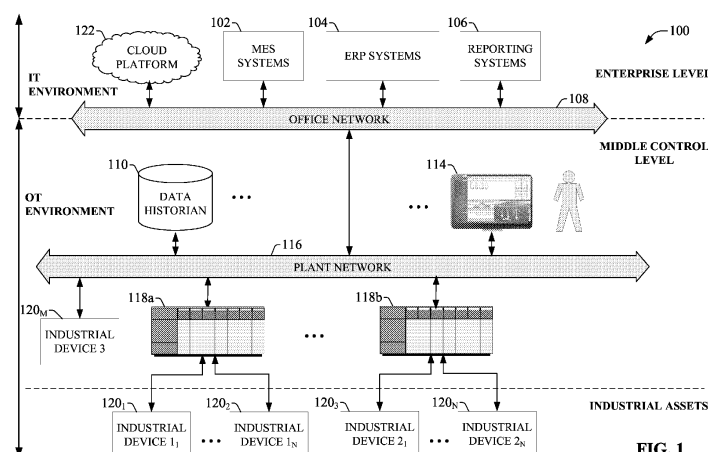 122
CLOUD
PLATFORM
102
MES
SYSTEMS
104
ERP SYSTEMS
106
REPORTING
SYSTEMS
100
IT
ENVIRONMENT
ENTERPRISE LEVEL
108
OFFICE NETWORK
MIDDLE CONTROL
LEVEL
110
DATA
HISTORIAN
...
...
114
OT
ENVIRONMENT
116
PLANT NETWORK
120M
INDUSTRIAL
DEVICE 3
118a
...
118b
INDUSTRIAL ASSETS
120₁
INDUSTRIAL
DEVICE 1₁
...
120₂
INDUSTRIAL
DEVICE 1N
120₃
INDUSTRIAL
DEVICE 2₁
...
120N
INDUSTRIAL
DEVICE 2N
FIG. 1